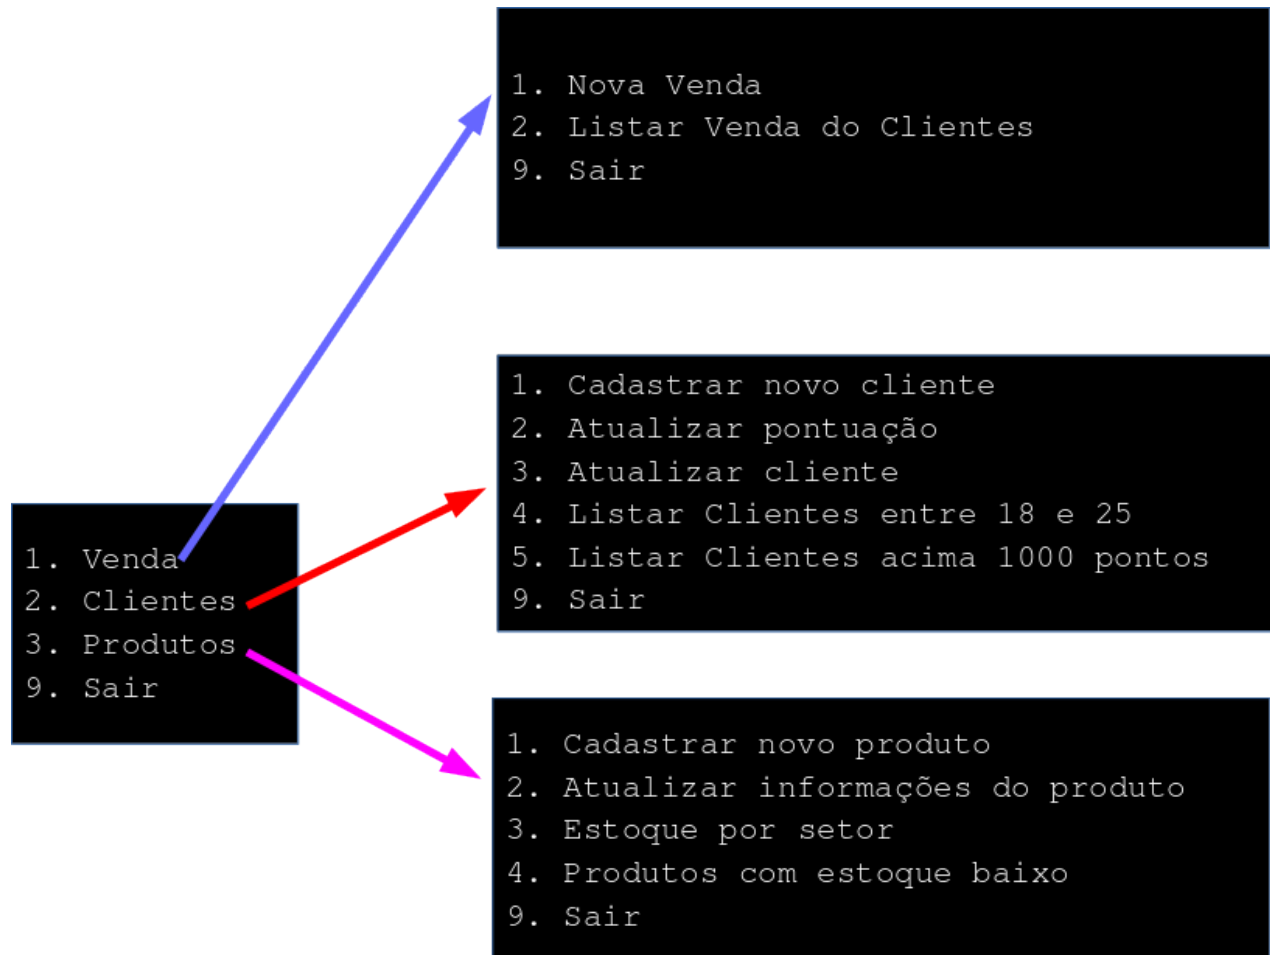 1. Nova Venda
2. Listar Venda do Clientes
9. Sair
1. Cadastrar novo cliente
2. Atualizar pontuação
3. Atualizar cliente
4. Listar Clientes entre 18 e 25
5. Listar Clientes acima 1000 pontos
9. Sair
1. Venda
2. Clientes
3. Produtos
9. Sair
1. Cadastrar novo produto
2. Atualizar informações do produto
3. Estoque por setor
4. Produtos com estoque baixo
9. Sair